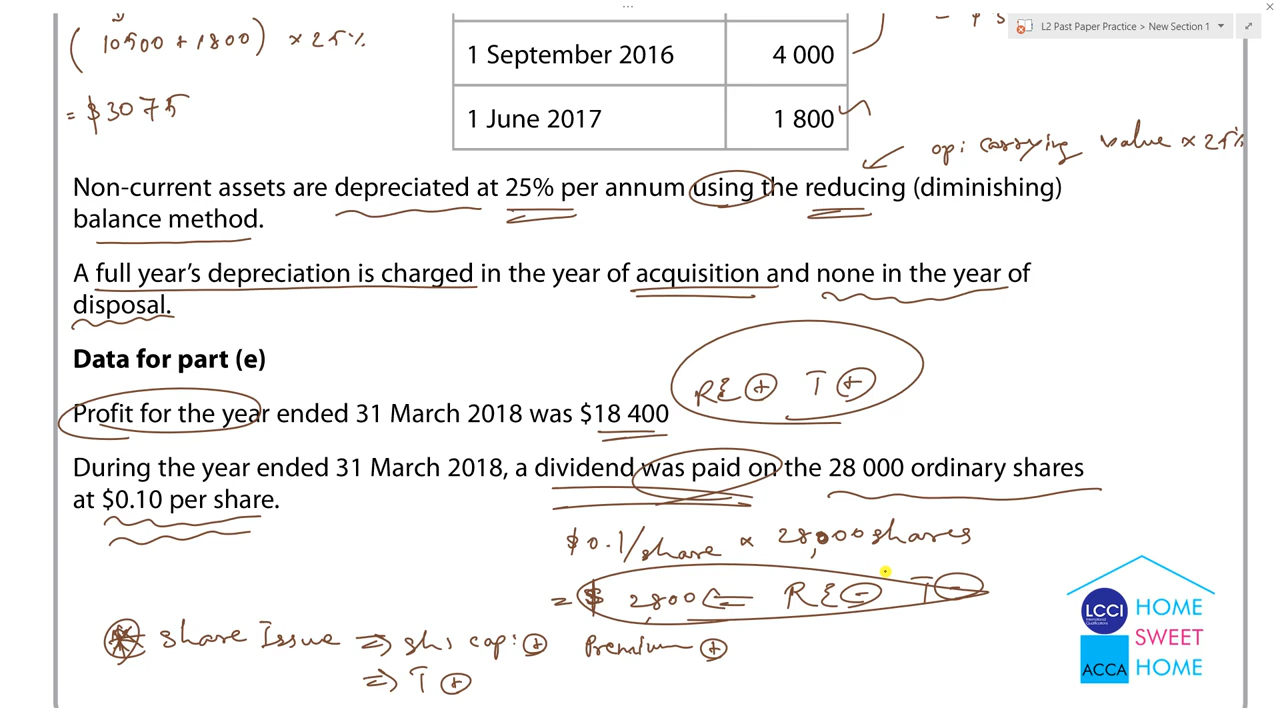 L2 Past Paper Practice > New Section 1
( 10500 + 1800 ) × 25%
= $3075
1 September 2016 4 000
1 June 2017 1 800
op: carrying value × 25%
Non-current assets are depreciated at 25% per annum using the reducing (diminishing)
balance method.
A full year’s depreciation is charged in the year of acquisition and none in the year of
disposal.
Data for part (e)
RE + T +
Profit for the year ended 31 March 2018 was $18 400
During the year ended 31 March 2018, a dividend was paid on the 28 000 ordinary shares
at $0.10 per share.
$0.1/share × 28,000 shares
= $ 2,800 ⇐ RE - T -
share Issue ⇒ sh: cap: + Premium +
⇒ T +
LCCI
International Qualifications
ACCA
HOME
SWEET
HOME